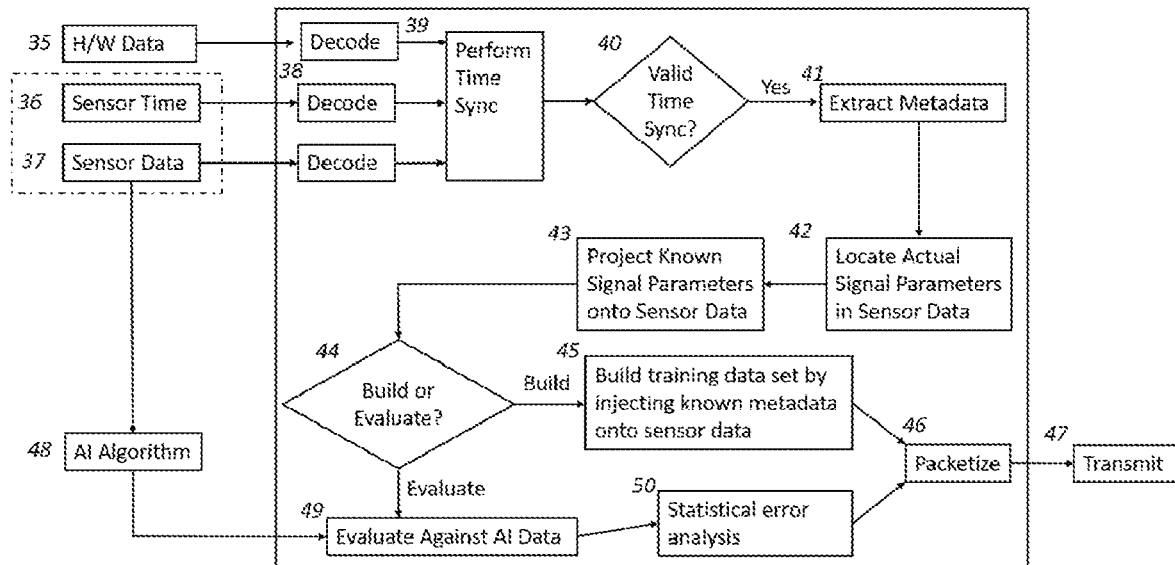 35 H/W Data
Decode
39
Perform
Time
Sync
40
Valid
Time
Sync?
Yes
41
Extract Metadata
36
Sensor Time
38
Decode
37
Sensor Data
Decode
43
Project Known
Signal Parameters
onto Sensor Data
42
Locate Actual
Signal Parameters
in Sensor Data
44
Build or
Evaluate?
Build
Evaluate
45
Build training data set by
injecting known metadata
onto sensor data
46
Packetize
47
Transmit
48
AI Algorithm
49
Evaluate Against AI Data
50
Statistical error
analysis